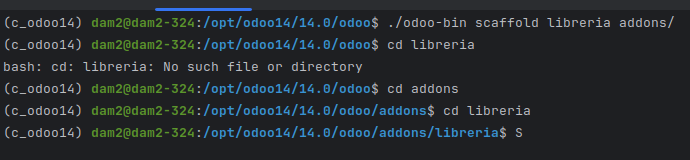 (c_odoo14) dam2@dam2-324:/opt/odoo14/14.0/odoo$ ./odoo-bin scaffold libreria addons/
(c_odoo14) dam2@dam2-324:/opt/odoo14/14.0/odoo$ cd libreria
bash: cd: libreria: No such file or directory
(c_odoo14) dam2@dam2-324:/opt/odoo14/14.0/odoo$ cd addons
(c_odoo14) dam2@dam2-324:/opt/odoo14/14.0/odoo/addons$ cd libreria
(c_odoo14) dam2@dam2-324:/opt/odoo14/14.0/odoo/addons/libreria$ S